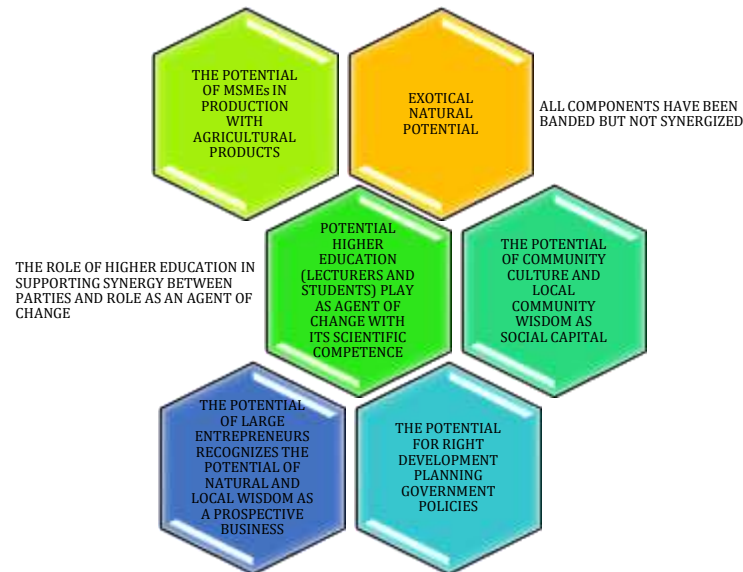 THE POTENTIAL
OF MSMEs IN
PRODUCTION
WITH
AGRICULTURAL
PRODUCTS
EXOTICAL
NATURAL
POTENTIAL
ALL COMPONENTS HAVE BEEN
BANDED BUT NOT SYNERGIZED
THE ROLE OF HIGHER EDUCATION IN
SUPPORTING SYNERGY BETWEEN
PARTIES AND ROLE AS AN AGENT OF
CHANGE
POTENTIAL
HIGHER
EDUCATION
(LECTURERS AND
STUDENTS) PLAY
AS AGENT OF
CHANGE WITH
ITS SCIENTIFIC
COMPETENCE
THE POTENTIAL
OF COMMUNITY
CULTURE AND
LOCAL
COMMUNITY
WISDOM AS
SOCIAL CAPITAL
THE POTENTIAL
OF LARGE
ENTREPRENEURS
RECOGNIZES THE
POTENTIAL OF
NATURAL AND
LOCAL WISDOM AS
A PROSPECTIVE
BUSINESS
THE POTENTIAL
FOR RIGHT
DEVELOPMENT
PLANNING
GOVERNMENT
POLICIES